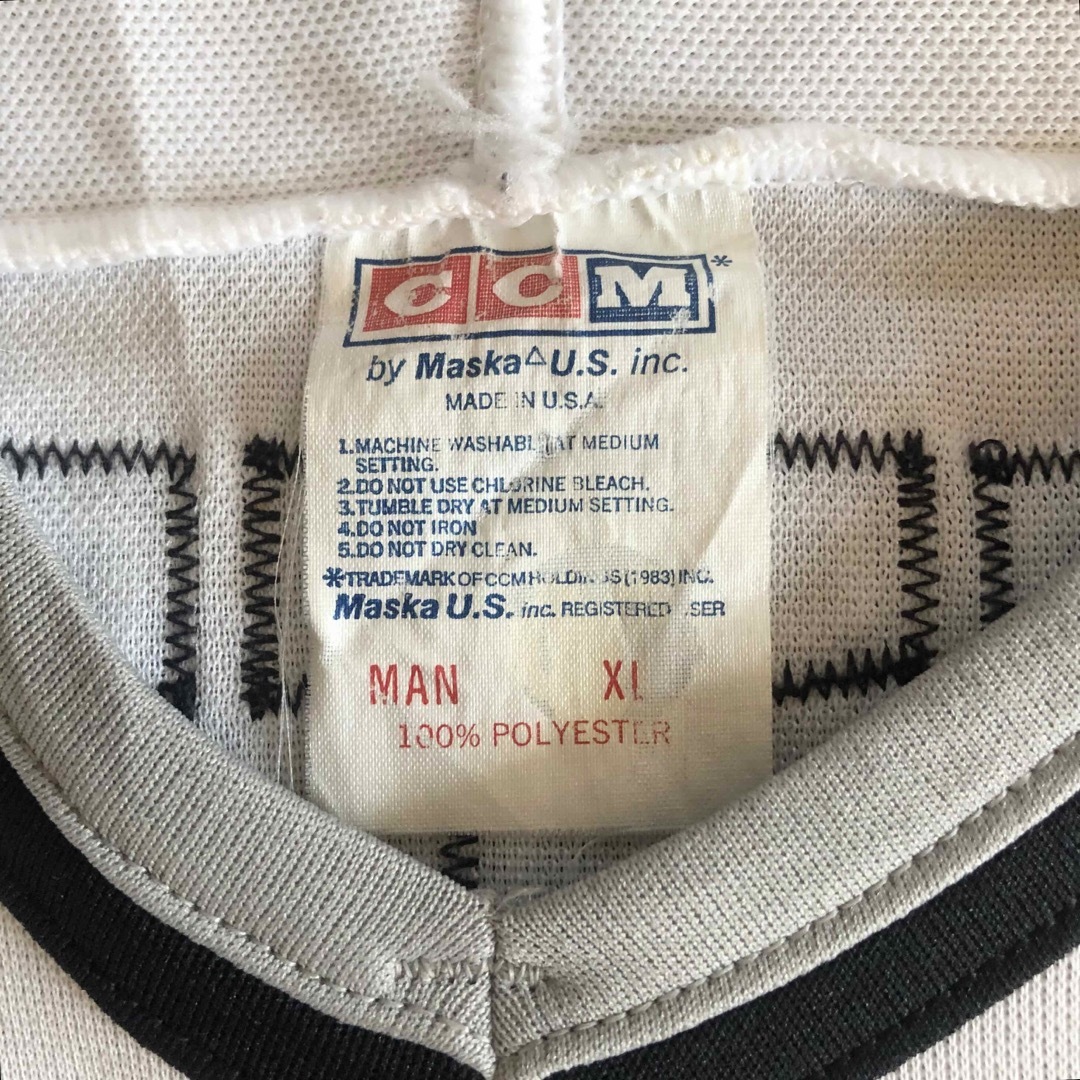 CCM*
by Maska△ U.S. inc.
MADE IN U.S.A.
1.MACHINE WASHABLE AT MEDIUM
SETTING.
2.DO NOT USE CHLORINE BLEACH.
3.TUMBLE DRY AT MEDIUM SETTING.
4.DO NOT IRON
5.DO NOT DRY CLEAN.
*TRADEMARK OF CCM HOLDINGS (1983) INC.
Maska U.S. inc. REGISTERED USER
MAN XL
100% POLYESTER